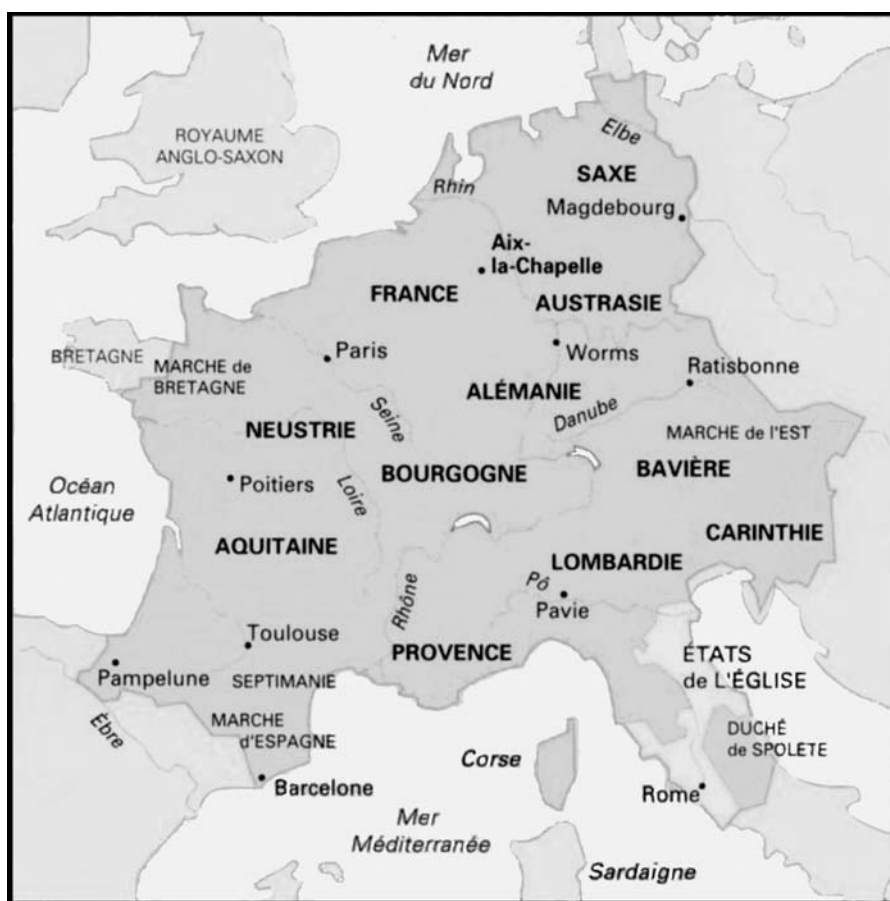 Mer
du Nord
ROYAUME
ANGLO-SAXON
Elbe
SAXE
Rhin
Magdebourg
Aix-
la-Chapelle
FRANCE
AUSTRASIE
BRETAGNE
MARCHE de
BRETAGNE
Paris
Worms
Ratisbonne
ALÉMANIE
Seine
Danube
NEUSTRIE
MARCHE de l'EST
BOURGOGNE
BAVIÈRE
Océan
Atlantique
Poitiers
Loire
AQUITAINE
CARINTHIE
LOMBARDIE
Rhône
Pô
Pavie
Toulouse
PROVENCE
ÉTATS
de L'ÉGLISE
Pampelune
SEPTIMANIE
Èbre
MARCHE
d'ESPAGNE
DUCHÉ
de SPOLETE
Corse
Barcelone
Rome
Mer
Méditerranée
Sardaigne